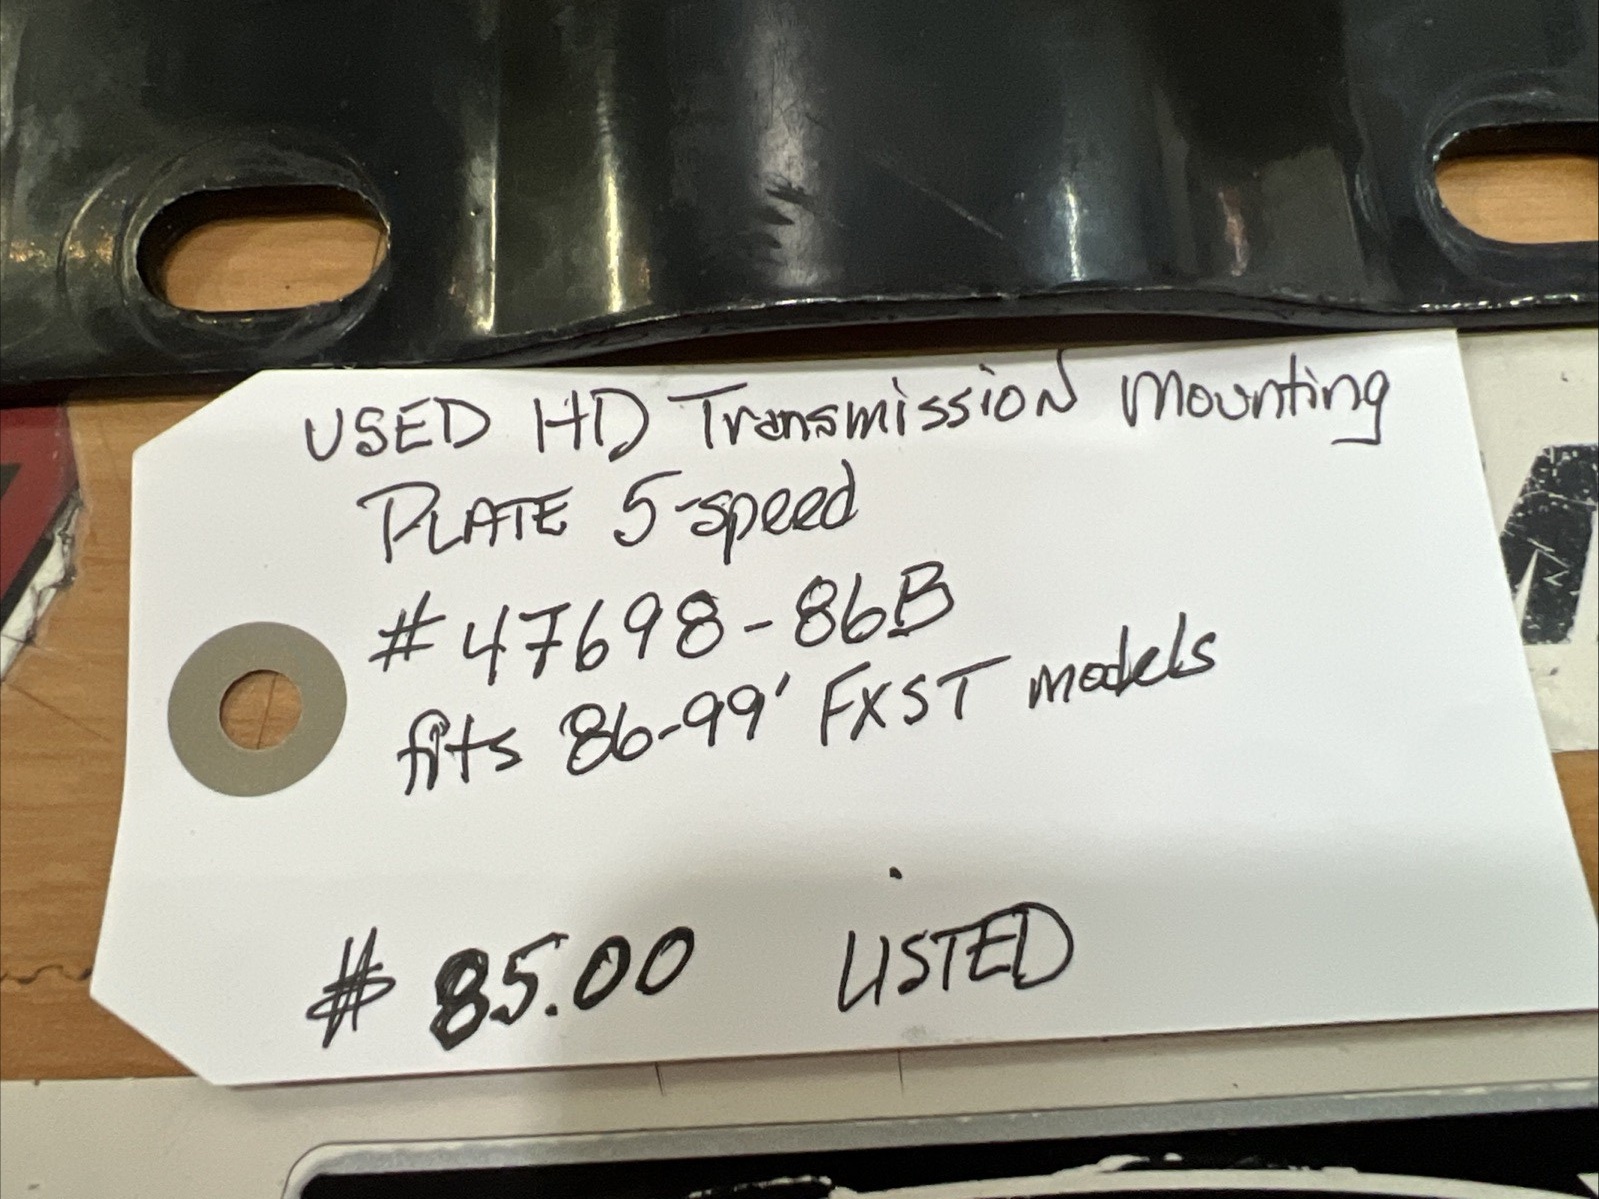 USED HD Transmission Mounting
PLATE 5-speed
#47698-86B
fits 86-99' FXST models
$ 85.00 LISTED